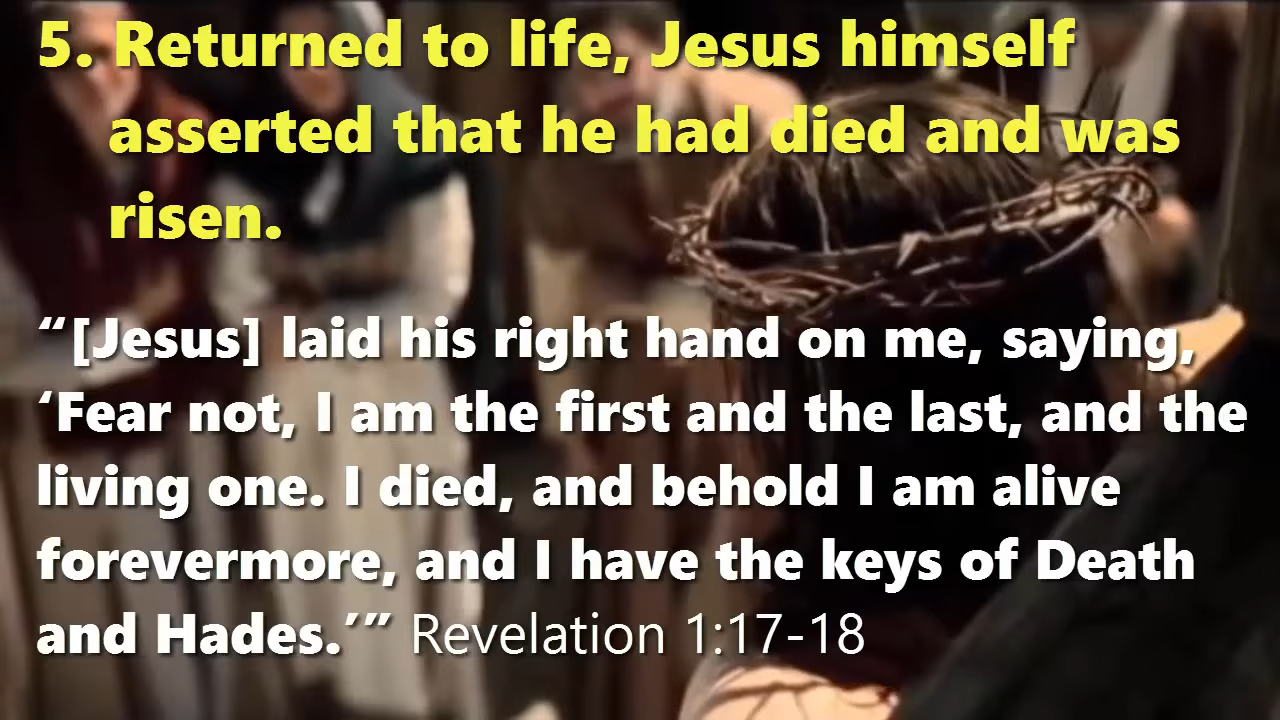 5. Returned to life, Jesus himself
asserted that he had died and was
risen.
“[Jesus] laid his right hand on me, saying,
‘Fear not, I am the first and the last, and the
living one. I died, and behold I am alive
forevermore, and I have the keys of Death
and Hades.’” Revelation 1:17-18